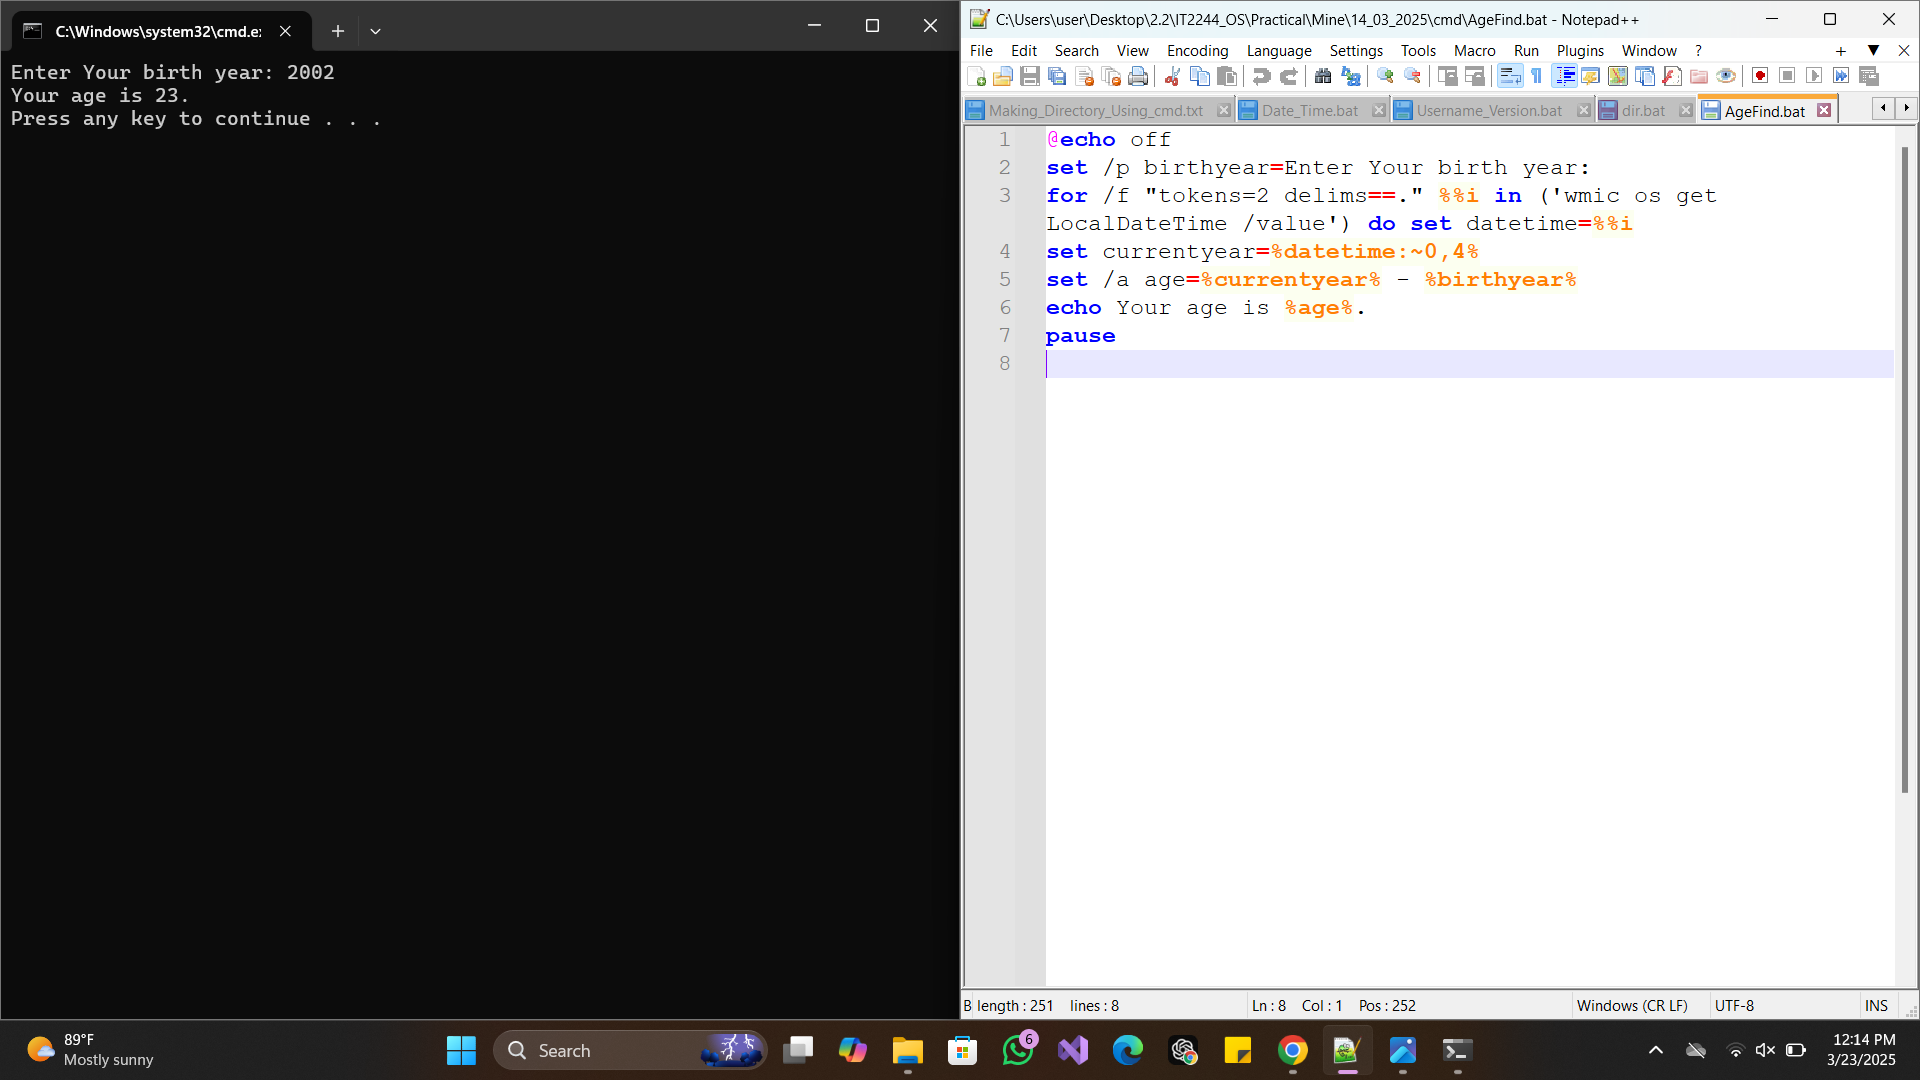 C:\Windows\system32\cmd.e:
Enter Your birth year: 2002
Your age is 23.
Press any key to continue . . .
C:\Users\user\Desktop\2.2\IT2244_OS\Practical\Mine\14_03_2025\cmd\AgeFind.bat - Notepad++
File Edit Search View Encoding Language Settings Tools Macro Run Plugins Window ?
Making_Directory_Using_cmd.txt Date_Time.bat Username_Version.bat dir.bat AgeFind.bat
1 @echo off
2 set /p birthyear=Enter Your birth year:
3 for /f "tokens=2 delims==." %%i in ('wmic os get
LocalDateTime /value') do set datetime=%%i
4 set currentyear=%datetime:~0,4%
5 set /a age=%currentyear% - %birthyear%
6 echo Your age is %age%.
7 pause
8
B length : 251 lines : 8 Ln : 8 Col : 1 Pos : 252 Windows (CR LF) UTF-8 INS
89°F
Mostly sunny
Search
6
12:14 PM
3/23/2025